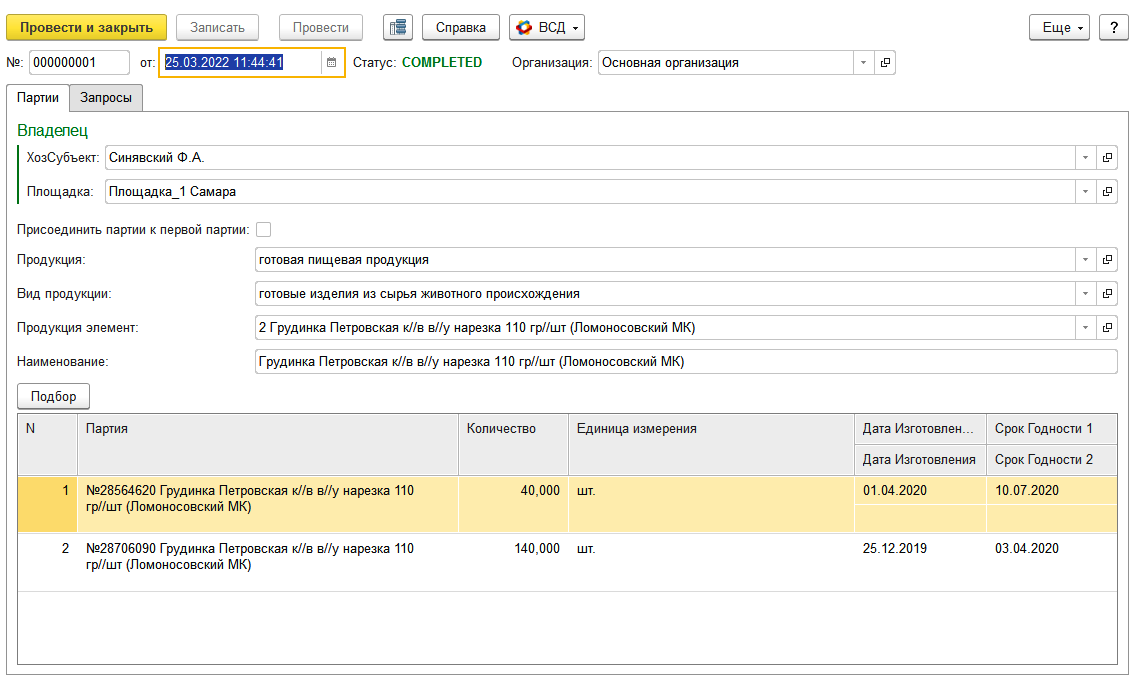 Провести и закрыть Записать Провести Справка ВСД Еще ?
№: 000000001 от: 25.03.2022 11:44:41 Статус: COMPLETED Организация: Основная организация
Партии Запросы
Владелец
ХозСубъект: Синявский Ф.А.
Площадка: Площадка_1 Самара
Присоединить партии к первой партии:
Продукция: готовая пищевая продукция
Вид продукции: готовые изделия из сырья животного происхождения
Продукция элемент: 2 Грудинка Петровская к//в в//у нарезка 110 гр//шт (Ломоносовский МК)
Наименование: Грудинка Петровская к//в в//у нарезка 110 гр//шт (Ломоносовский МК)
Подбор
N Партия Количество Единица измерения Дата Изготовлен... Срок Годности 1
Дата Изготовления Срок Годности 2
1 №28564620 Грудинка Петровская к//в в//у нарезка 110 40,000 шт. 01.04.2020 10.07.2020
гр//шт (Ломоносовский МК)
2 №28706090 Грудинка Петровская к//в в//у нарезка 110 140,000 шт. 25.12.2019 03.04.2020
гр//шт (Ломоносовский МК)